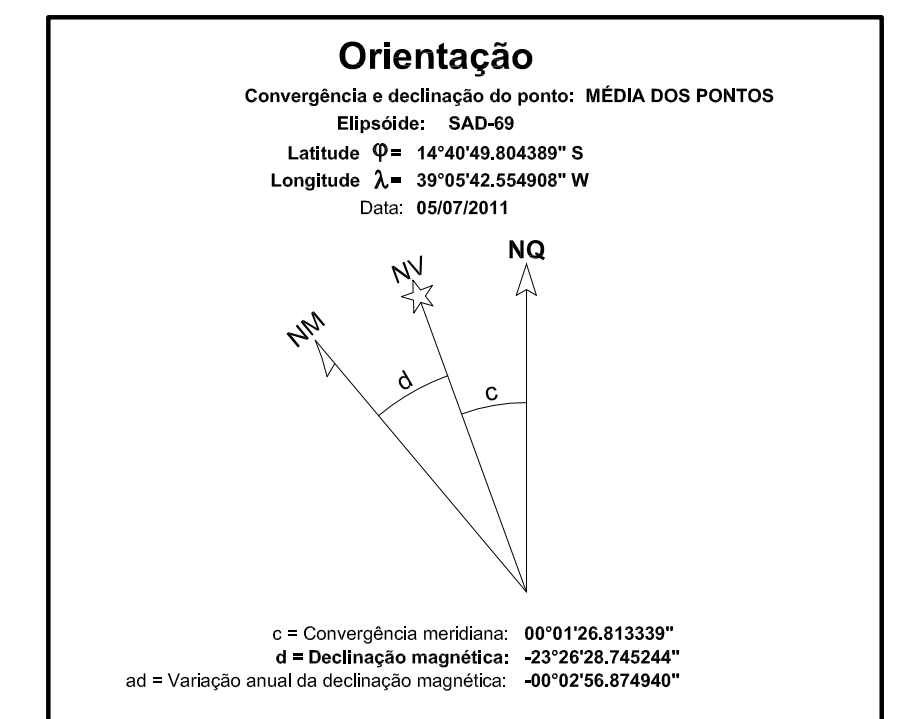 Orientação
Convergência e declinação do ponto: MÉDIA DOS PONTOS
Elipsóide: SAD-69
Latitude φ= 14°40'49.804389" S
Longitude λ= 39°05'42.554908" W
Data: 05/07/2011
NQ
NV
NM
d
c
c = Convergência meridiana: 00°01'26.813339"
d = Declinação magnética: -23°26'28.745244"
ad = Variação anual da declinação magnética: -00°02'56.874940"